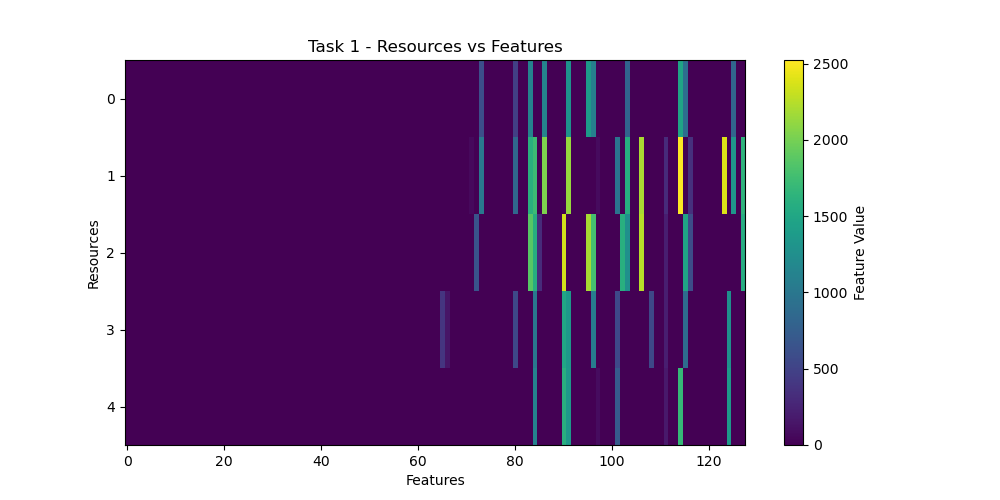 Task 1 - Resources vs Features
Resources
0
1
2
3
4
0 20 40 60 80 100 120
Features
2500
2000
1500
1000
500
0
Feature Value